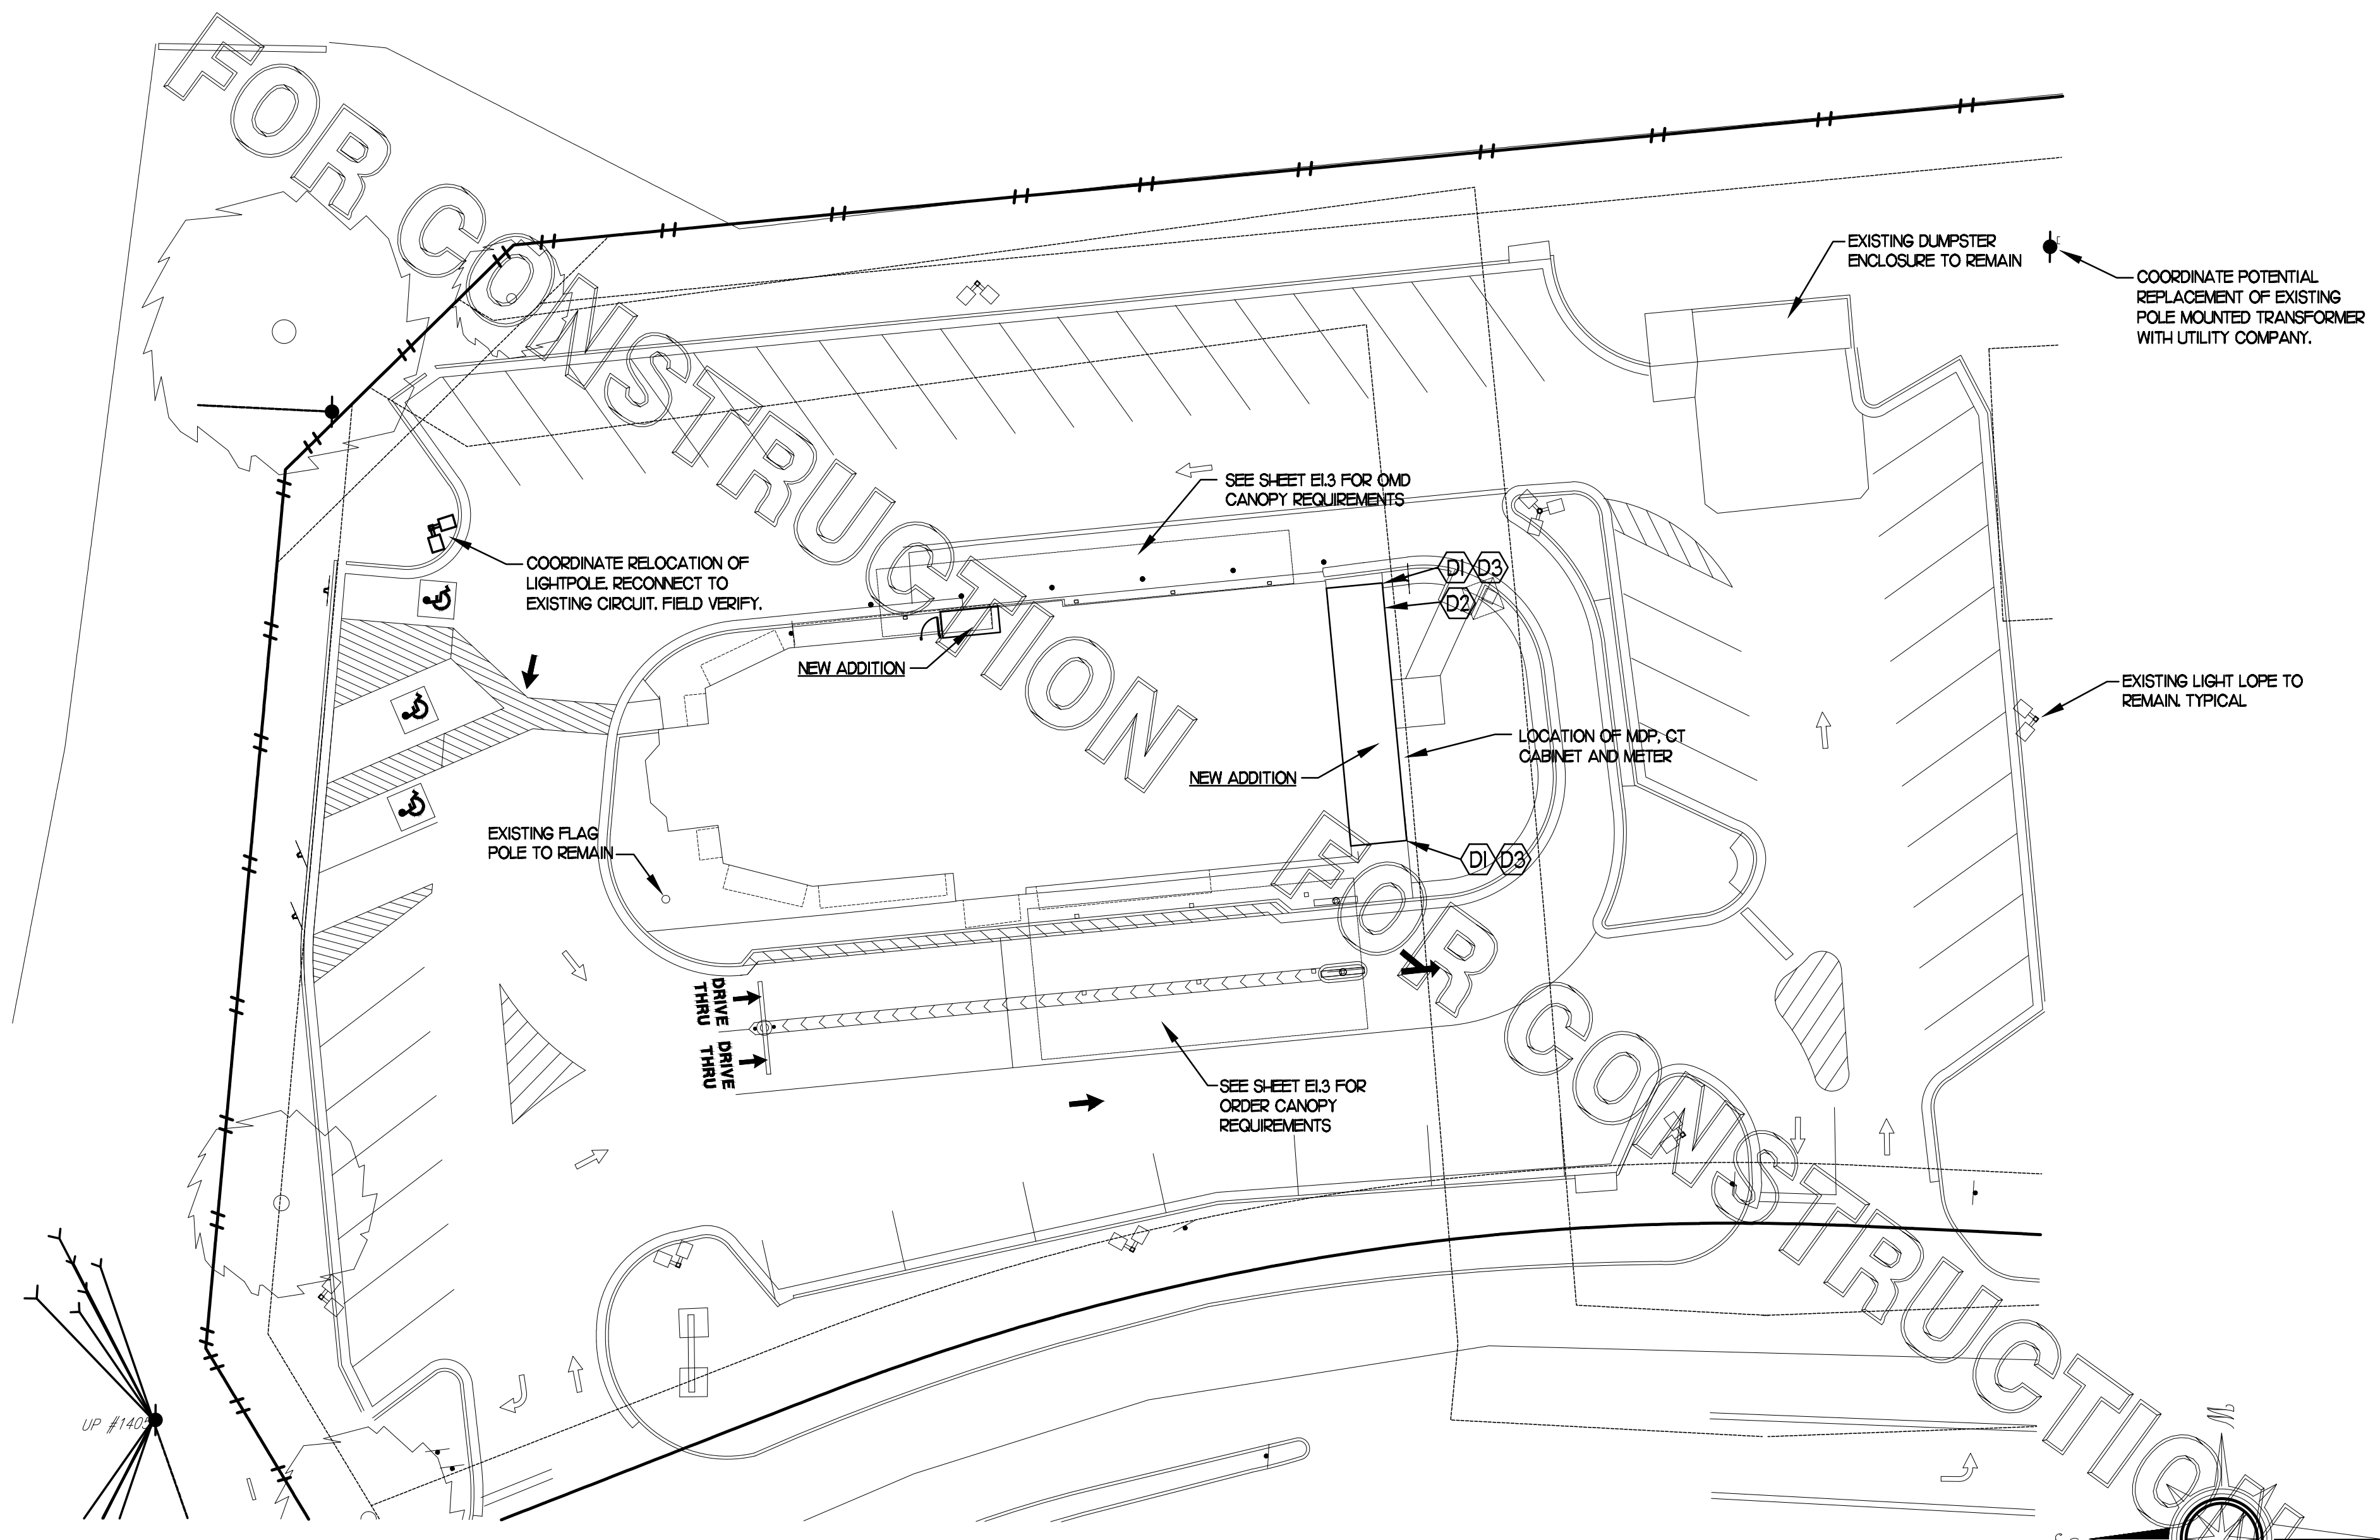 FOR CONSTRUCTION
EXISTING DUMPSTER
ENCLOSURE TO REMAIN
COORDINATE POTENTIAL
REPLACEMENT OF EXISTING
POLE MOUNTED TRANSFORMER
WITH UTILITY COMPANY.
SEE SHEET E1.3 FOR OMD
CANOPY REQUIREMENTS
COORDINATE RELOCATION OF
LIGHTPOLE. RECONNECT TO
EXISTING CIRCUIT. FIELD VERIFY.
D1 D3
D2
NEW ADDITION
EXISTING LIGHT LOPE TO
REMAIN. TYPICAL
LOCATION OF MDP, CT
CABINET AND METER
NEW ADDITION
EXISTING FLAG
POLE TO REMAIN
D1 D3
FOR CONSTRUCTION
DRIVE
THRU
DRIVE
THRU
SEE SHEET E1.3 FOR
ORDER CANOPY
REQUIREMENTS
UP #1405
W